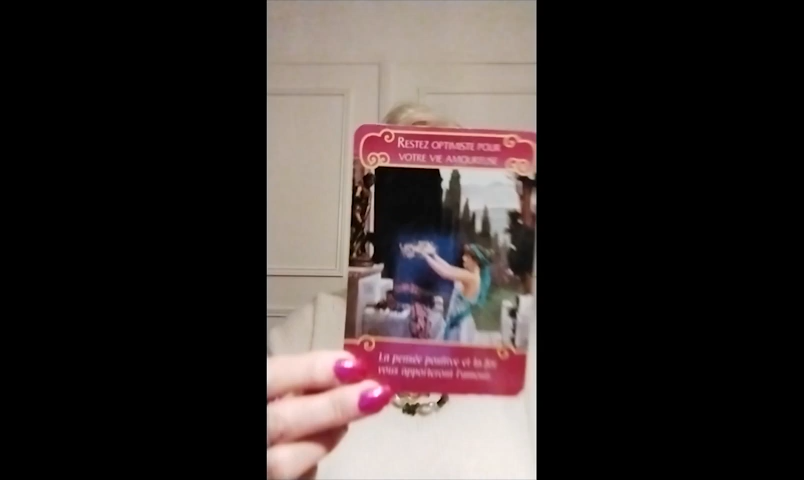 RESTEZ OPTIMISTE POUR
VOTRE VIE AMOUREUSE
La pensée positive et la foi
vous apporteront l'amour.